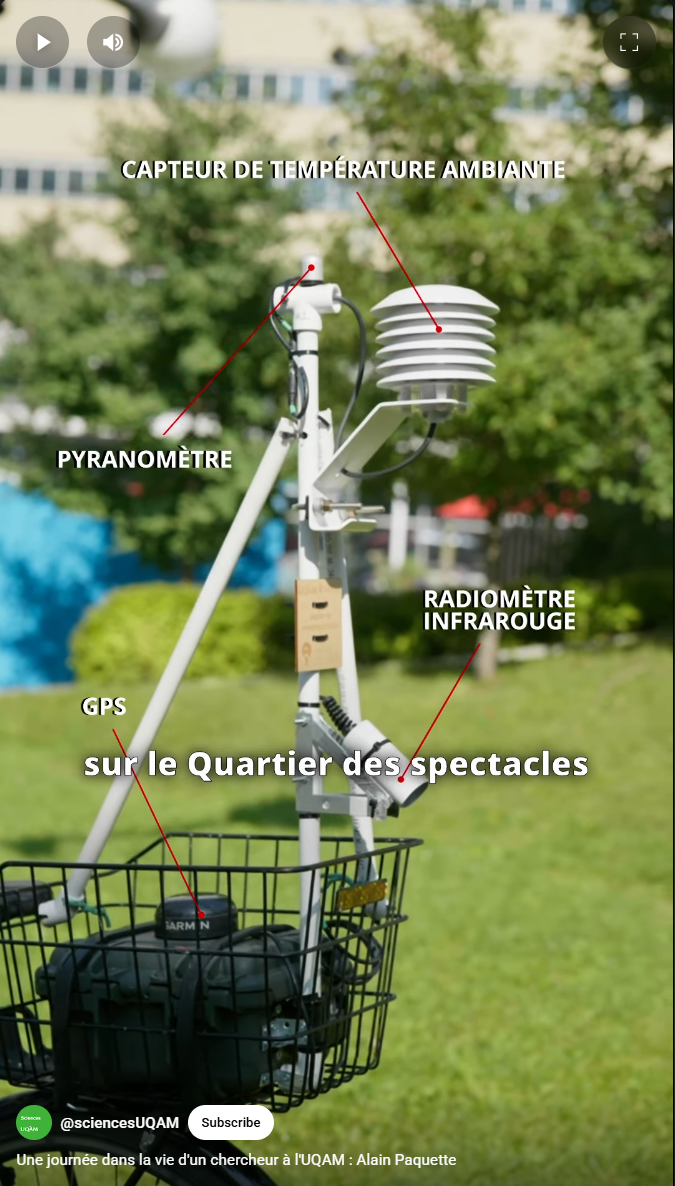 CAPTEUR DE TEMPÉRATURE AMBIANTE
PYRANOMÈTRE
RADIOMÈTRE
INFRAROUGE
GPS
sur le Quartier des spectacles
GARMIN
Sciences
UQÀM
@sciencesUQAM
Subscribe
Une journée dans la vie d'un chercheur à l'UQAM : Alain Paquette